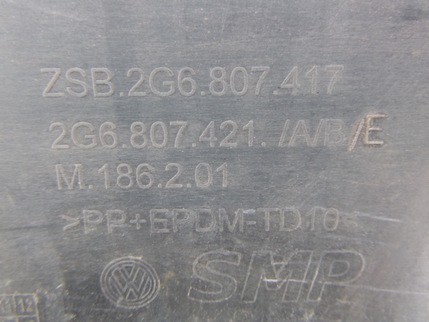 ZSB.2G6.807.417
2G6.807.421. /A/B/E
M.186.2.01
>PP+EPDM-TD10<
SMP